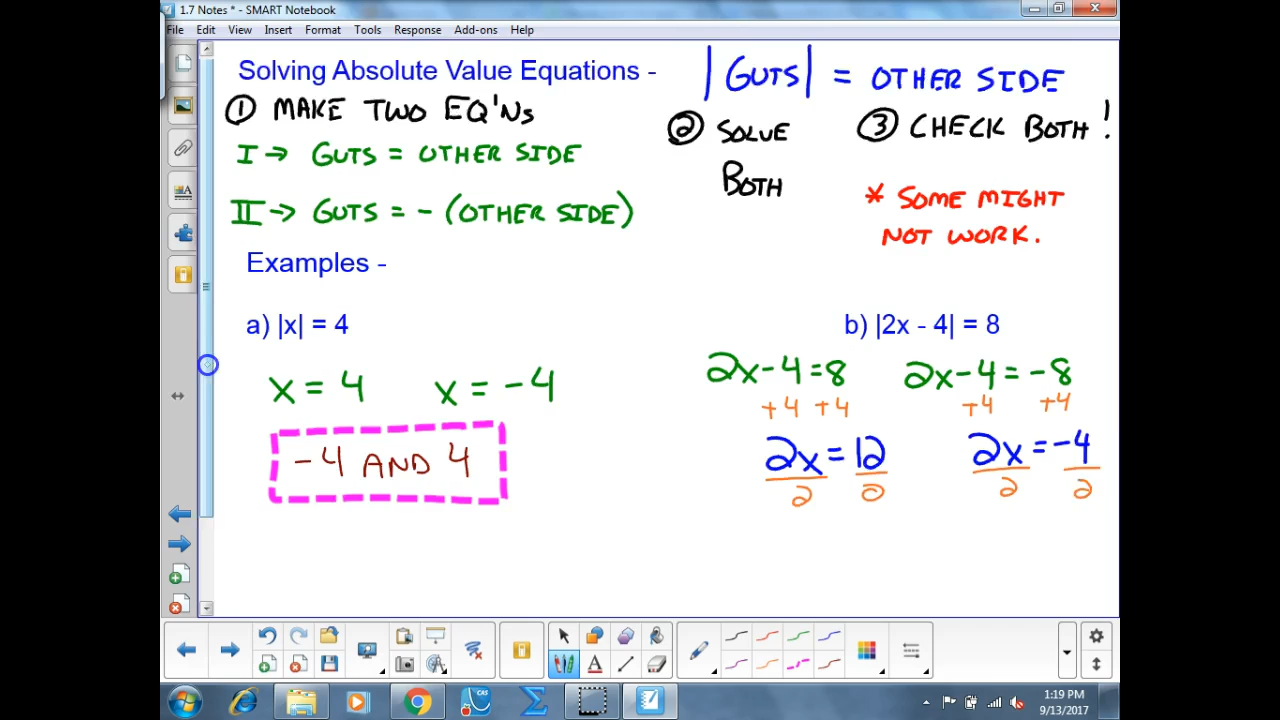 1.7 Notes * - SMART Notebook
File Edit View Insert Format Tools Response Add-ons Help
Solving Absolute Value Equations -
|GUTS| = OTHER SIDE
① MAKE TWO EQ'NS
I → GUTS = OTHER SIDE
II → GUTS = - (OTHER SIDE)
② SOLVE
BOTH
③ CHECK BOTH!
* SOME MIGHT
NOT WORK.
Examples -
a) |x| = 4
x = 4 x = -4
-4 AND 4
b) |2x - 4| = 8
2x-4=8 2x-4=-8
+4 +4 +4 +4
2x=12 2x=-4
2 2 2 2
1:19 PM
9/13/2017